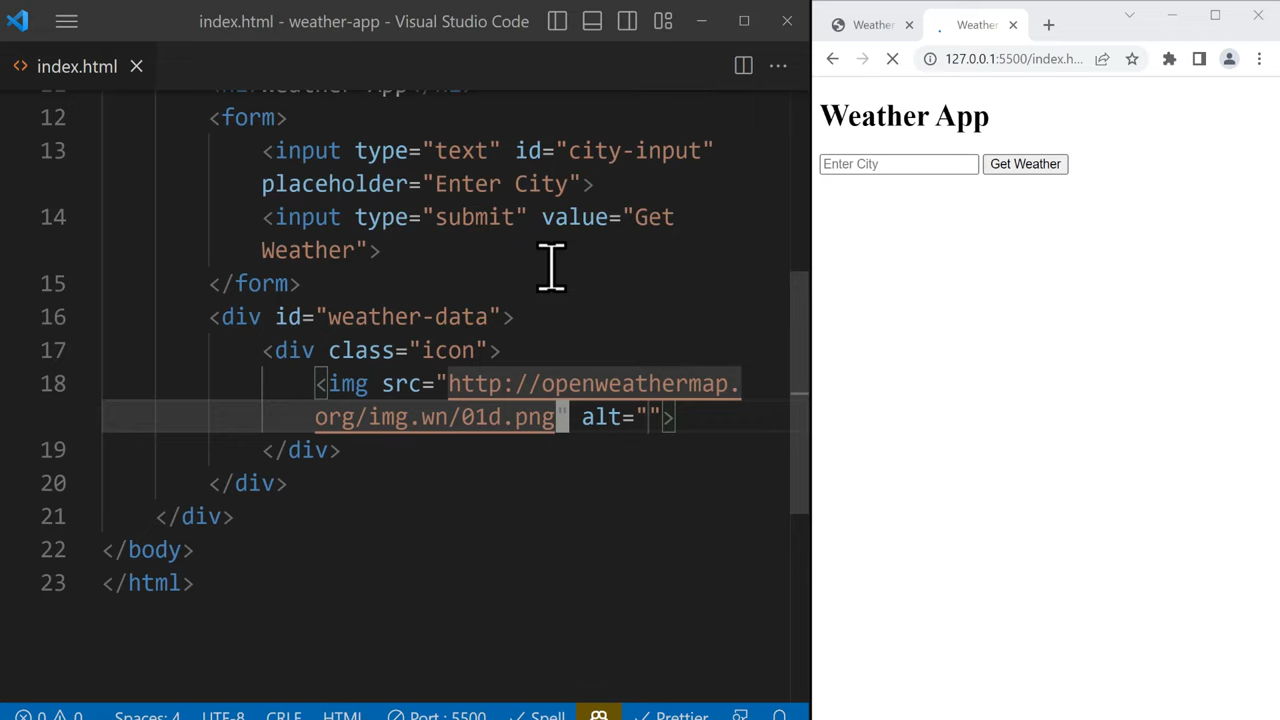 index.html - weather-app - Visual Studio Code
index.html
12 <form>
13 <input type="text" id="city-input"
placeholder="Enter City">
14 <input type="submit" value="Get
Weather">
15 </form>
16 <div id="weather-data">
17 <div class="icon">
18 <img src="http://openweathermap.
org/img.wn/01d.png" alt="">
19 </div>
20 </div>
21 </div>
22 </body>
23 </html>
0 0 Spaces: 4 UTF-8 CRLF HTML Port : 5500 Spell Prettier
Weather Weather
127.0.0.1:5500/index.h...
Weather App
Enter City Get Weather